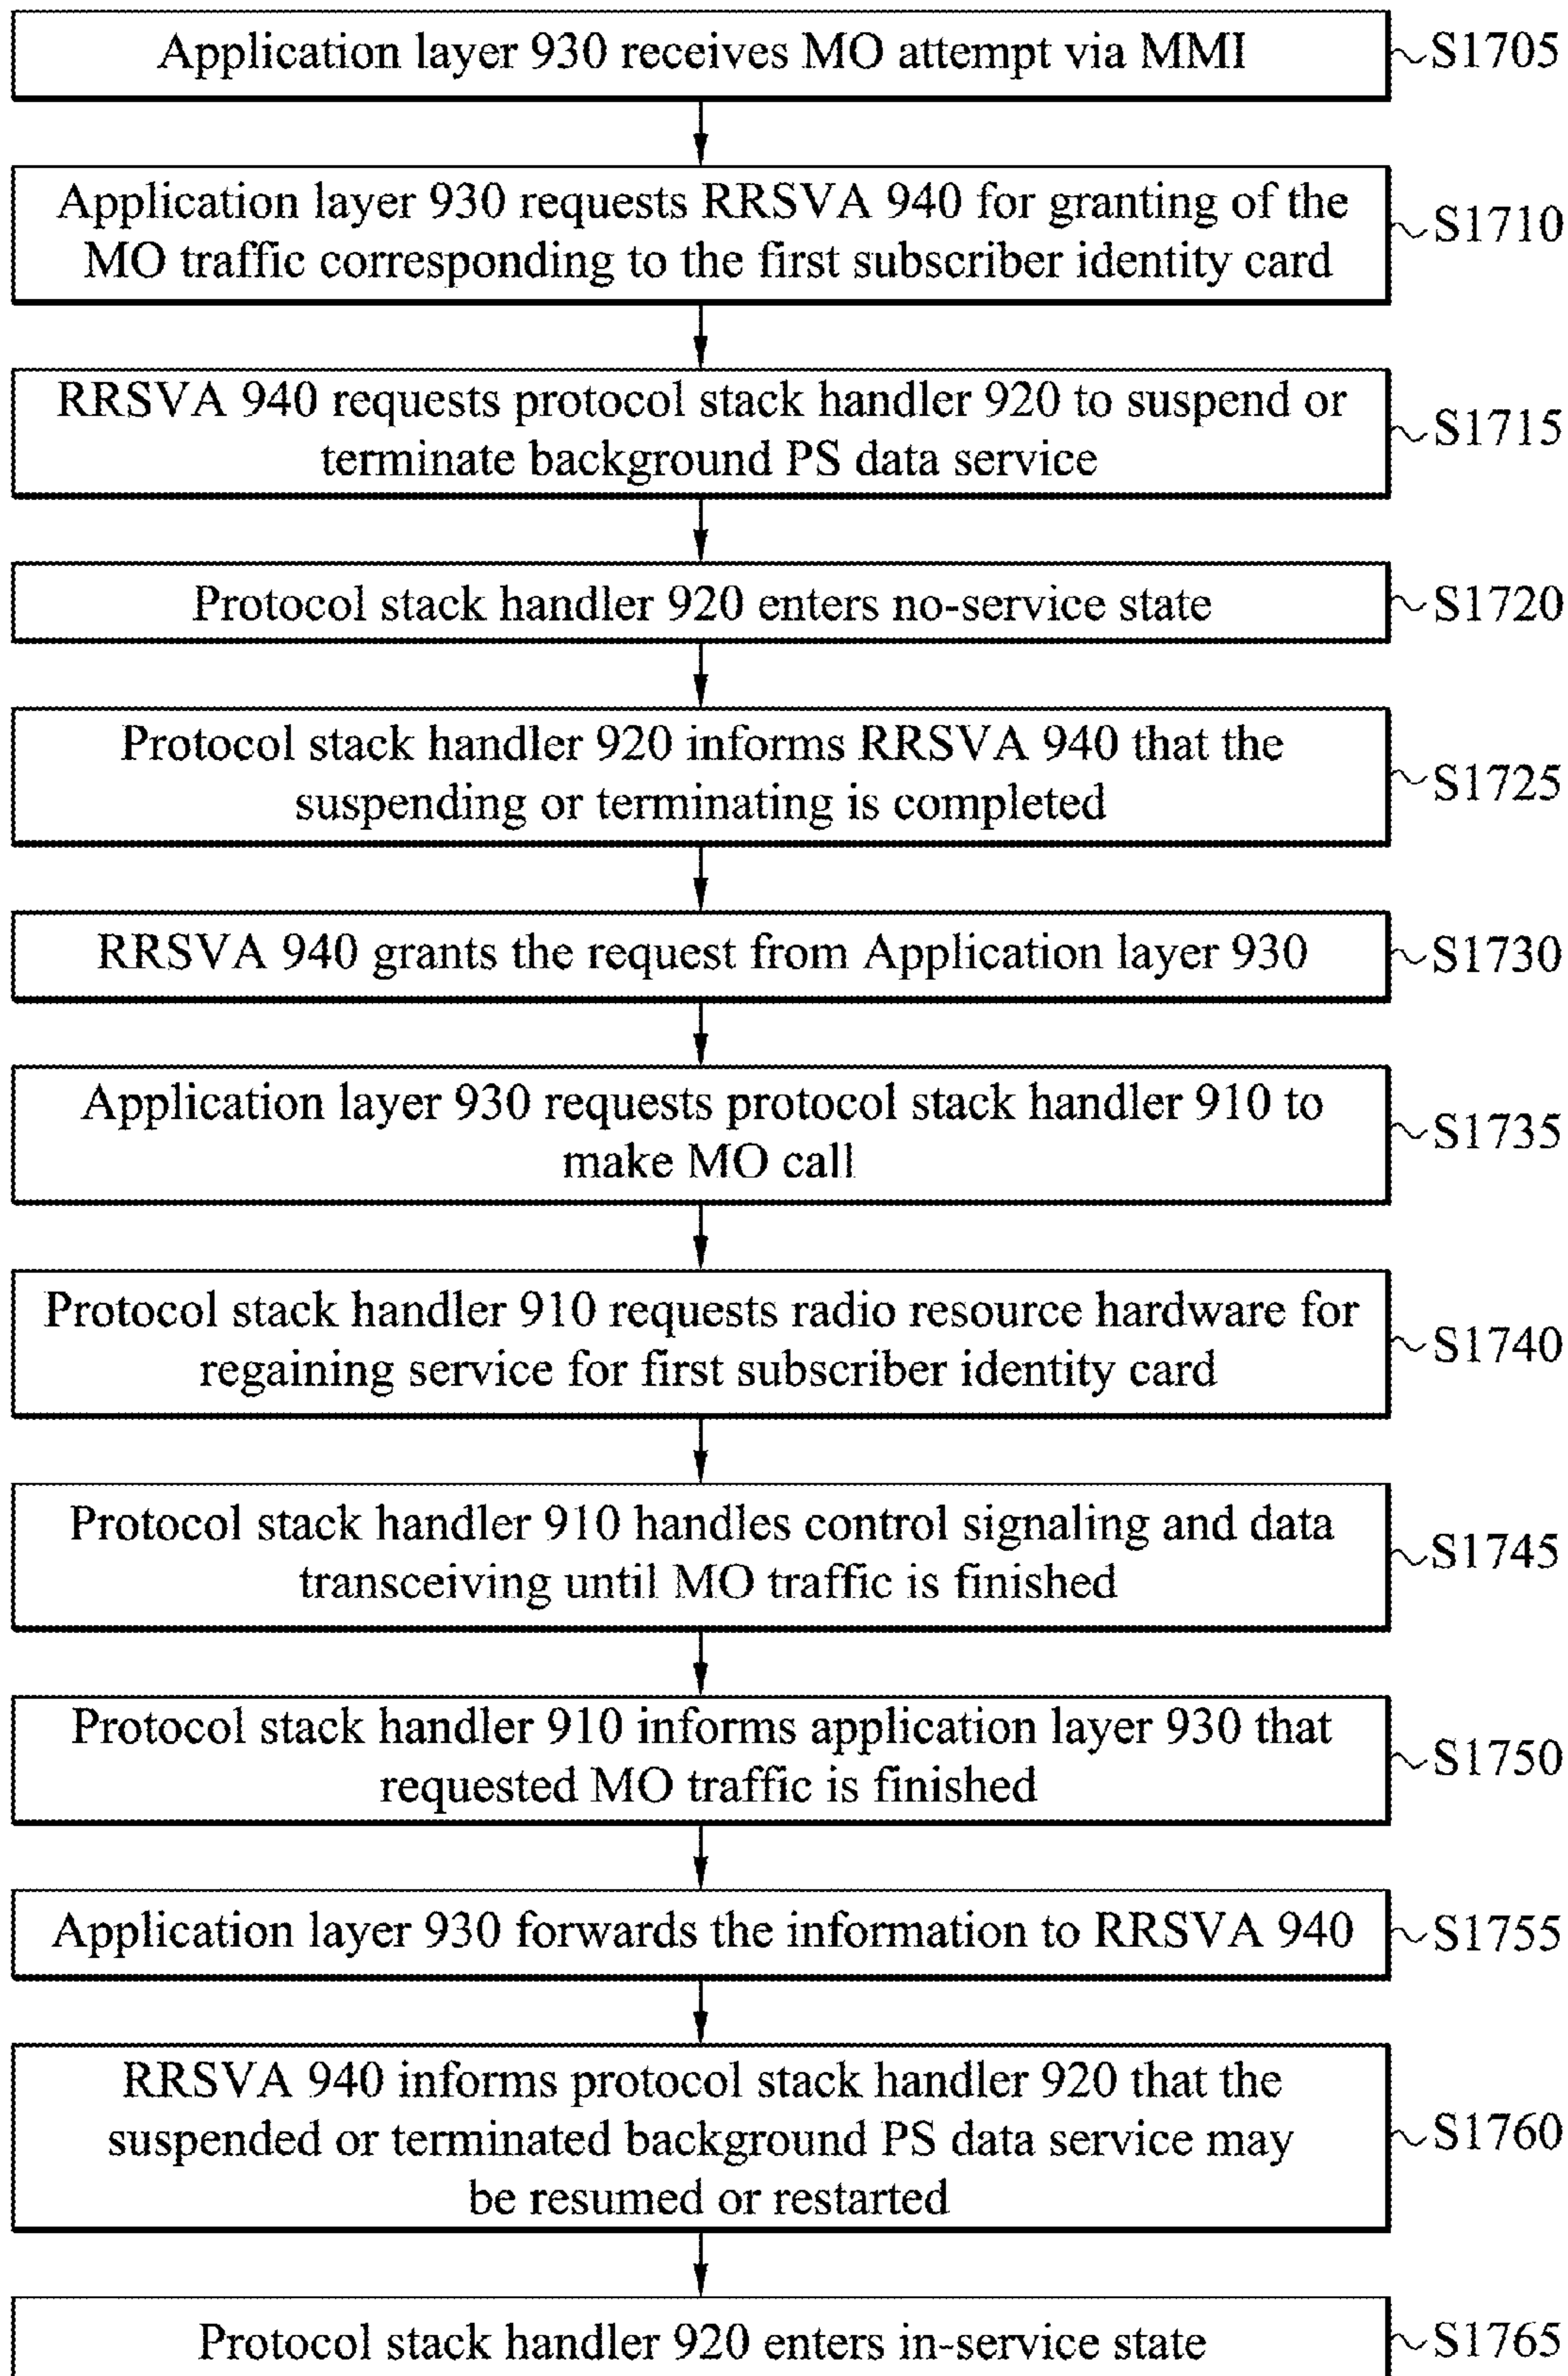 Application layer 930 receives MO attempt via MMI
S1705
Application layer 930 requests RRSVA 940 for granting of the
MO traffic corresponding to the first subscriber identity card
S1710
RRSVA 940 requests protocol stack handler 920 to suspend or
terminate background PS data service
S1715
Protocol stack handler 920 enters no-service state
S1720
Protocol stack handler 920 informs RRSVA 940 that the
suspending or terminating is completed
S1725
RRSVA 940 grants the request from Application layer 930
S1730
Application layer 930 requests protocol stack handler 910 to
make MO call
S1735
Protocol stack handler 910 requests radio resource hardware for
regaining service for first subscriber identity card
S1740
Protocol stack handler 910 handles control signaling and data
transceiving until MO traffic is finished
S1745
Protocol stack handler 910 informs application layer 930 that
requested MO traffic is finished
S1750
Application layer 930 forwards the information to RRSVA 940
S1755
RRSVA 940 informs protocol stack handler 920 that the
suspended or terminated background PS data service may
be resumed or restarted
S1760
Protocol stack handler 920 enters in-service state
S1765